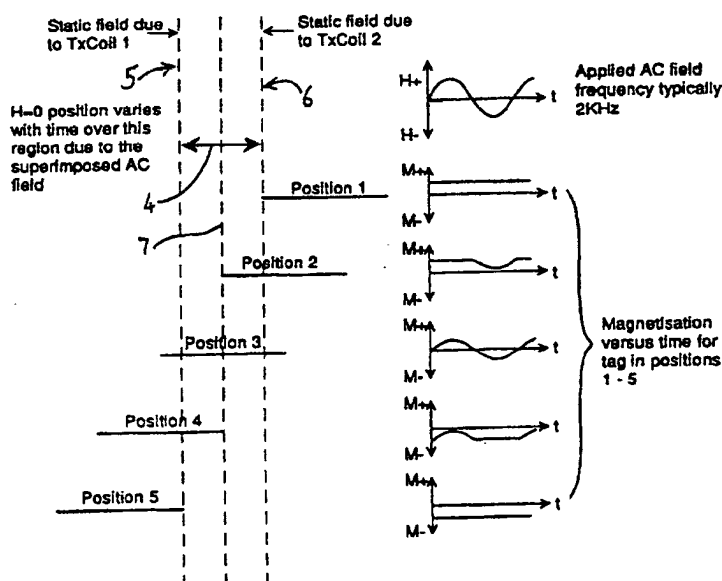 Static field due
to TxCoil 1
Static field due
to TxCoil 2
5
6
H=0 position varies
with time over this
region due to the
superimposed AC
field
4
7
Position 1
Position 2
Position 3
Position 4
Position 5
H+
H-
t
Applied AC field
frequency typically
2KHz
M+
M-
t
M+
M-
t
M+
M-
t
M+
M-
t
M+
M-
t
Magnetisation
versus time for
tag in positions
1 - 5